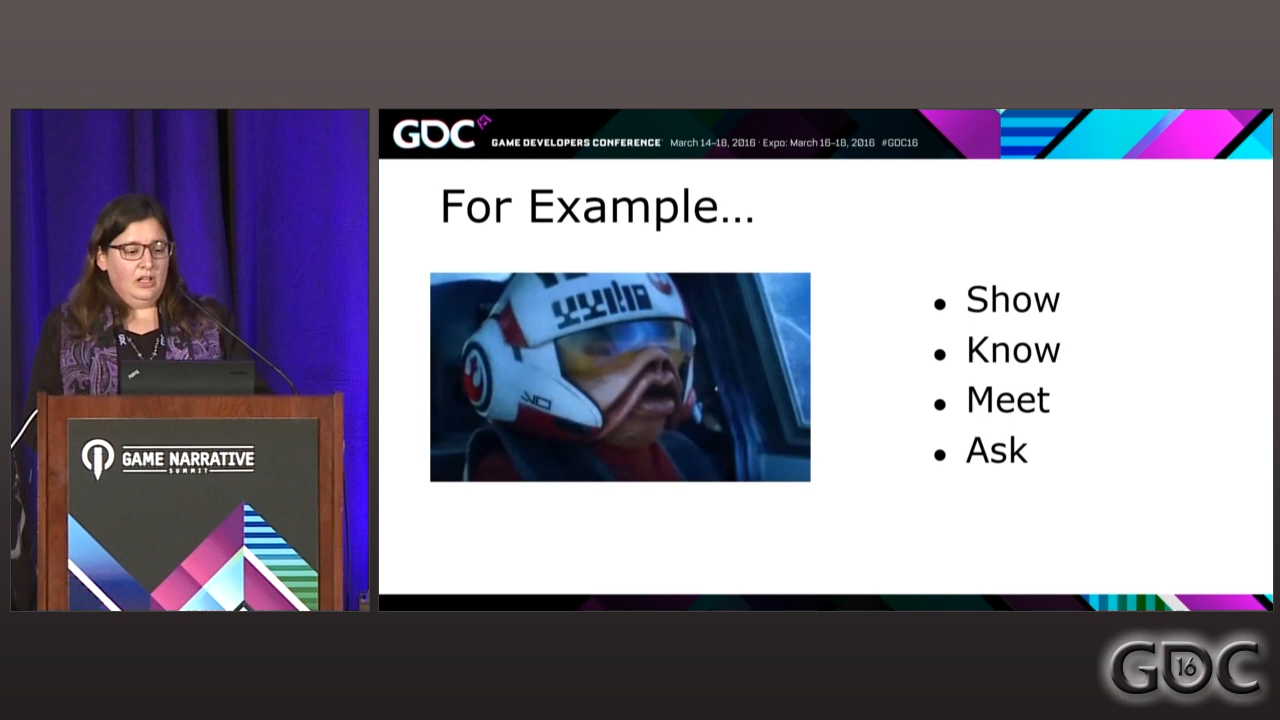 GDC
GAME DEVELOPERS CONFERENCE March 14–18, 2016 · Expo: March 16–18, 2016 #GDC16
For Example...
• Show
• Know
• Meet
• Ask
GAME NARRATIVE
SUMMIT
GDC 16